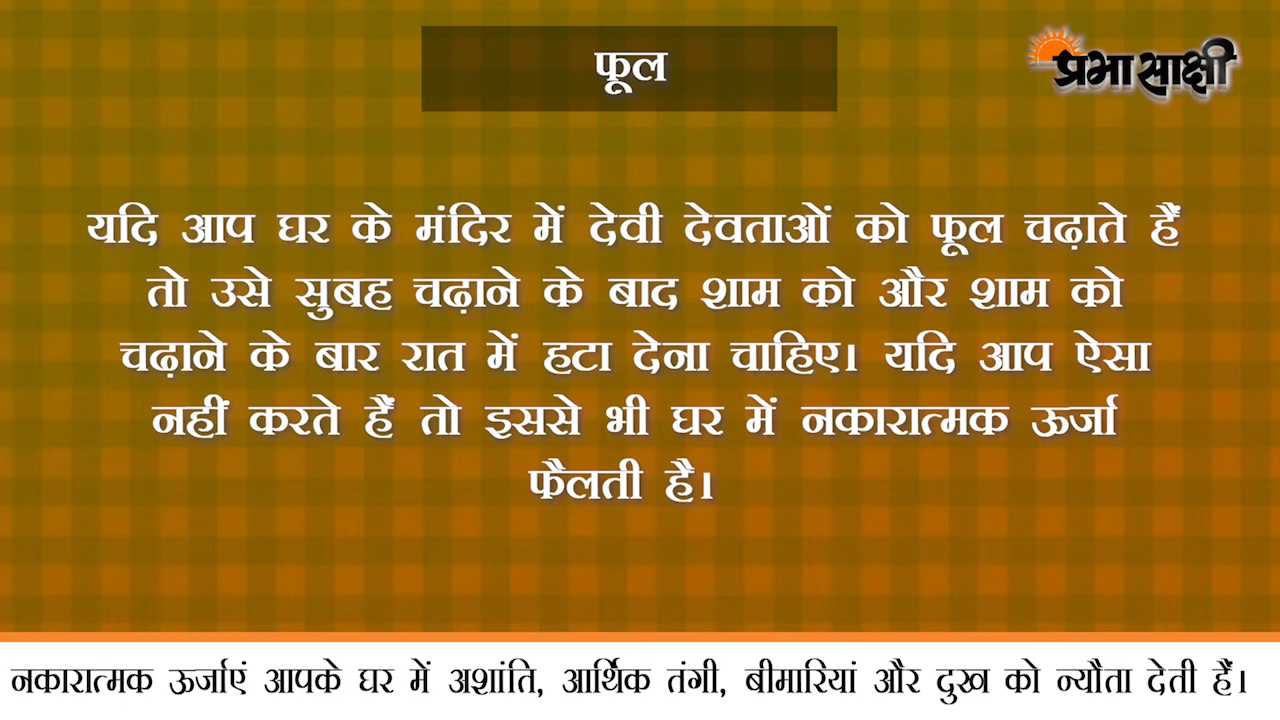 फूल
प्रभासाक्षी
यदि आप घर के मंदिर में देवी देवताओं को फूल चढ़ाते हैं
तो उसे सुबह चढ़ाने के बाद शाम को और शाम को
चढ़ाने के बार रात में हटा देना चाहिए। यदि आप ऐसा
नहीं करते हैं तो इससे भी घर में नकारात्मक ऊर्जा
फैलती है।
नकारात्मक ऊर्जाएं आपके घर में अशांति, आर्थिक तंगी, बीमारियां और दुख को न्यौता देती हैं।